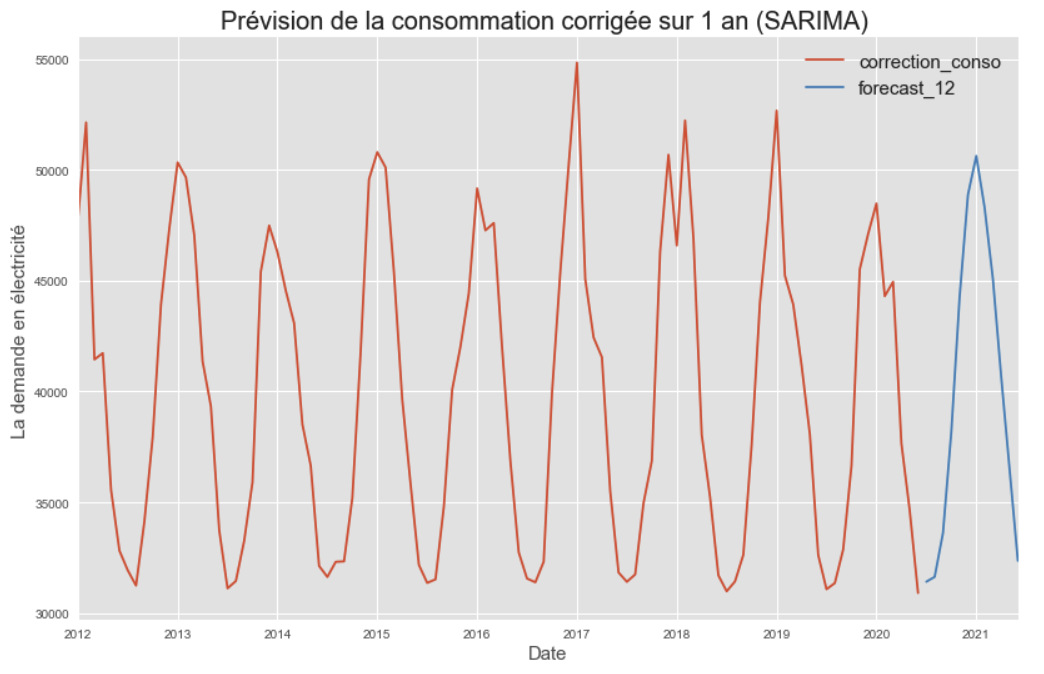 Prévision de la consommation corrigée sur 1 an (SARIMA)
correction_conso
forecast_12
55000
50000
45000
40000
35000
30000
La demande en électricité
2012 2013 2014 2015 2016 2017 2018 2019 2020 2021
Date